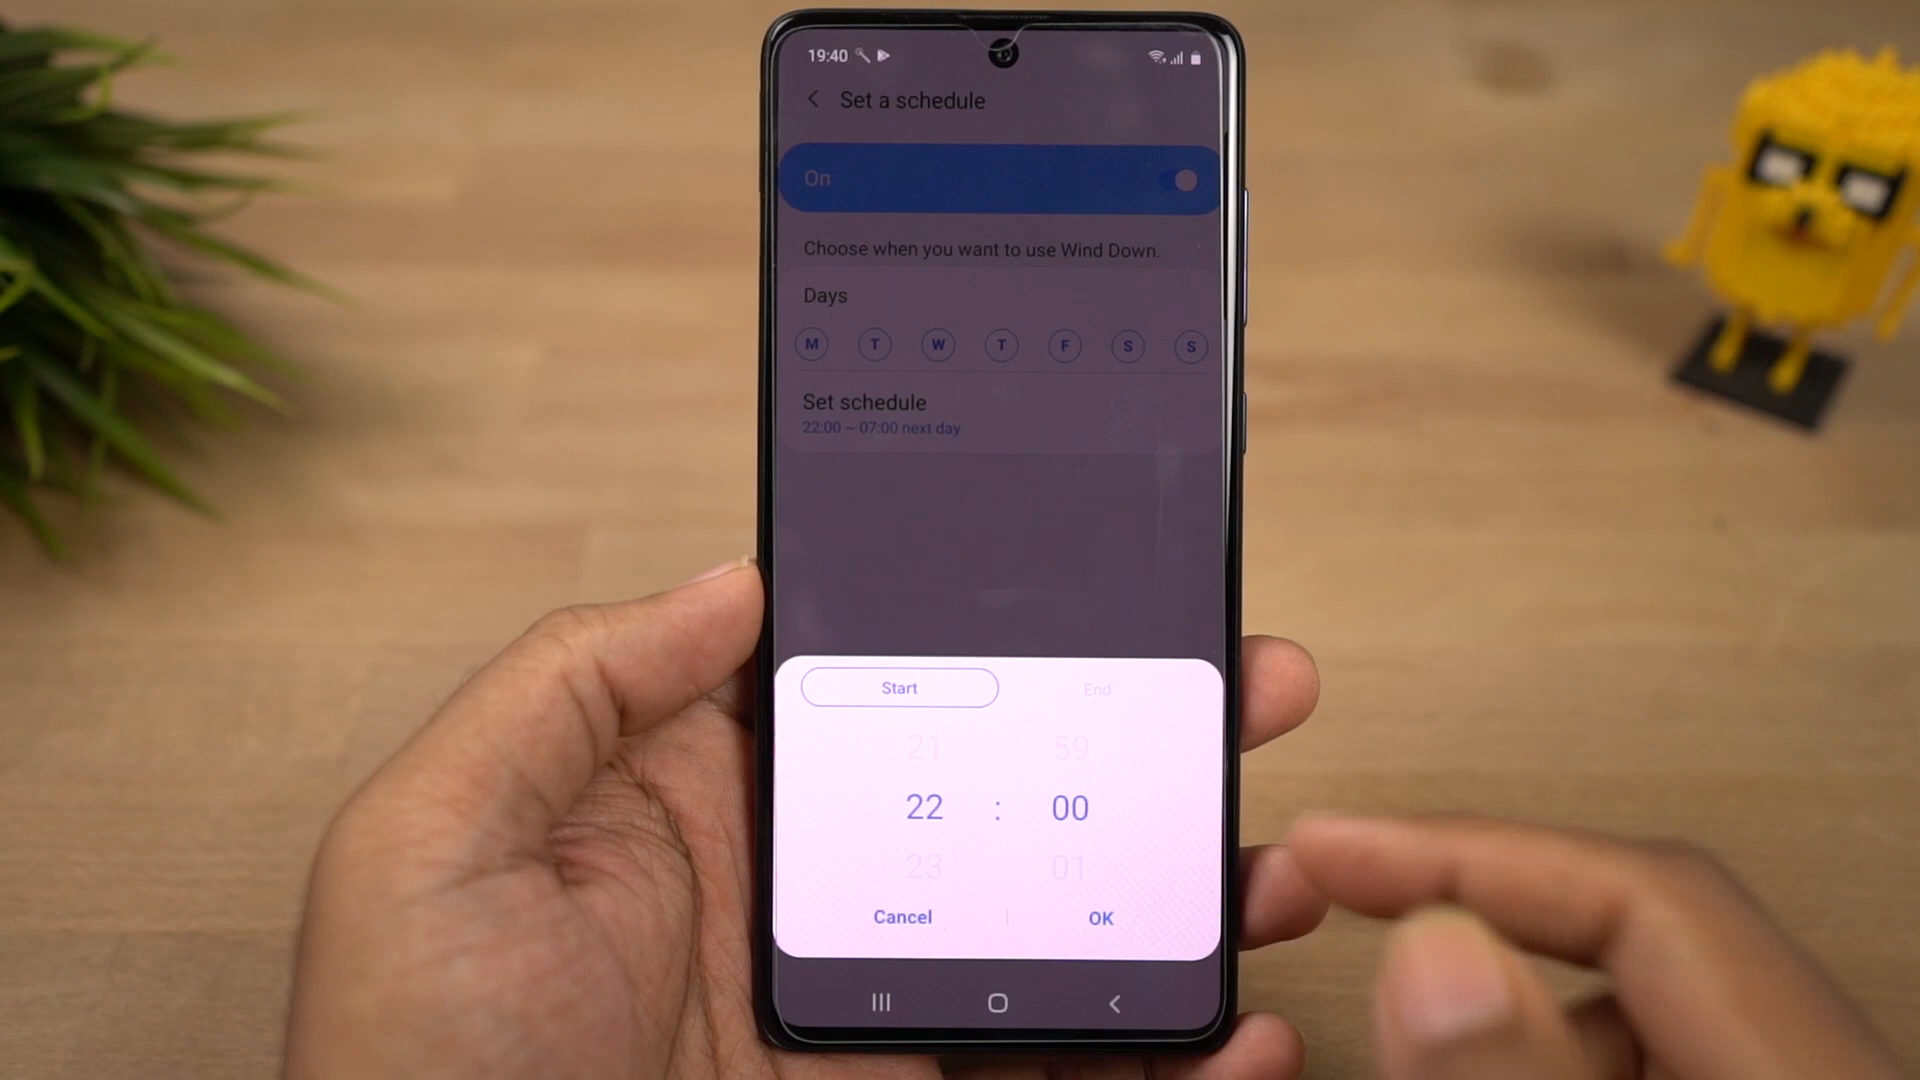 19:40
Set a schedule
On
Choose when you want to use Wind Down.
Days
M T W T F S S
Set schedule
22:00 ~ 07:00 next day
Start End
21 59
22 : 00
23 01
Cancel OK